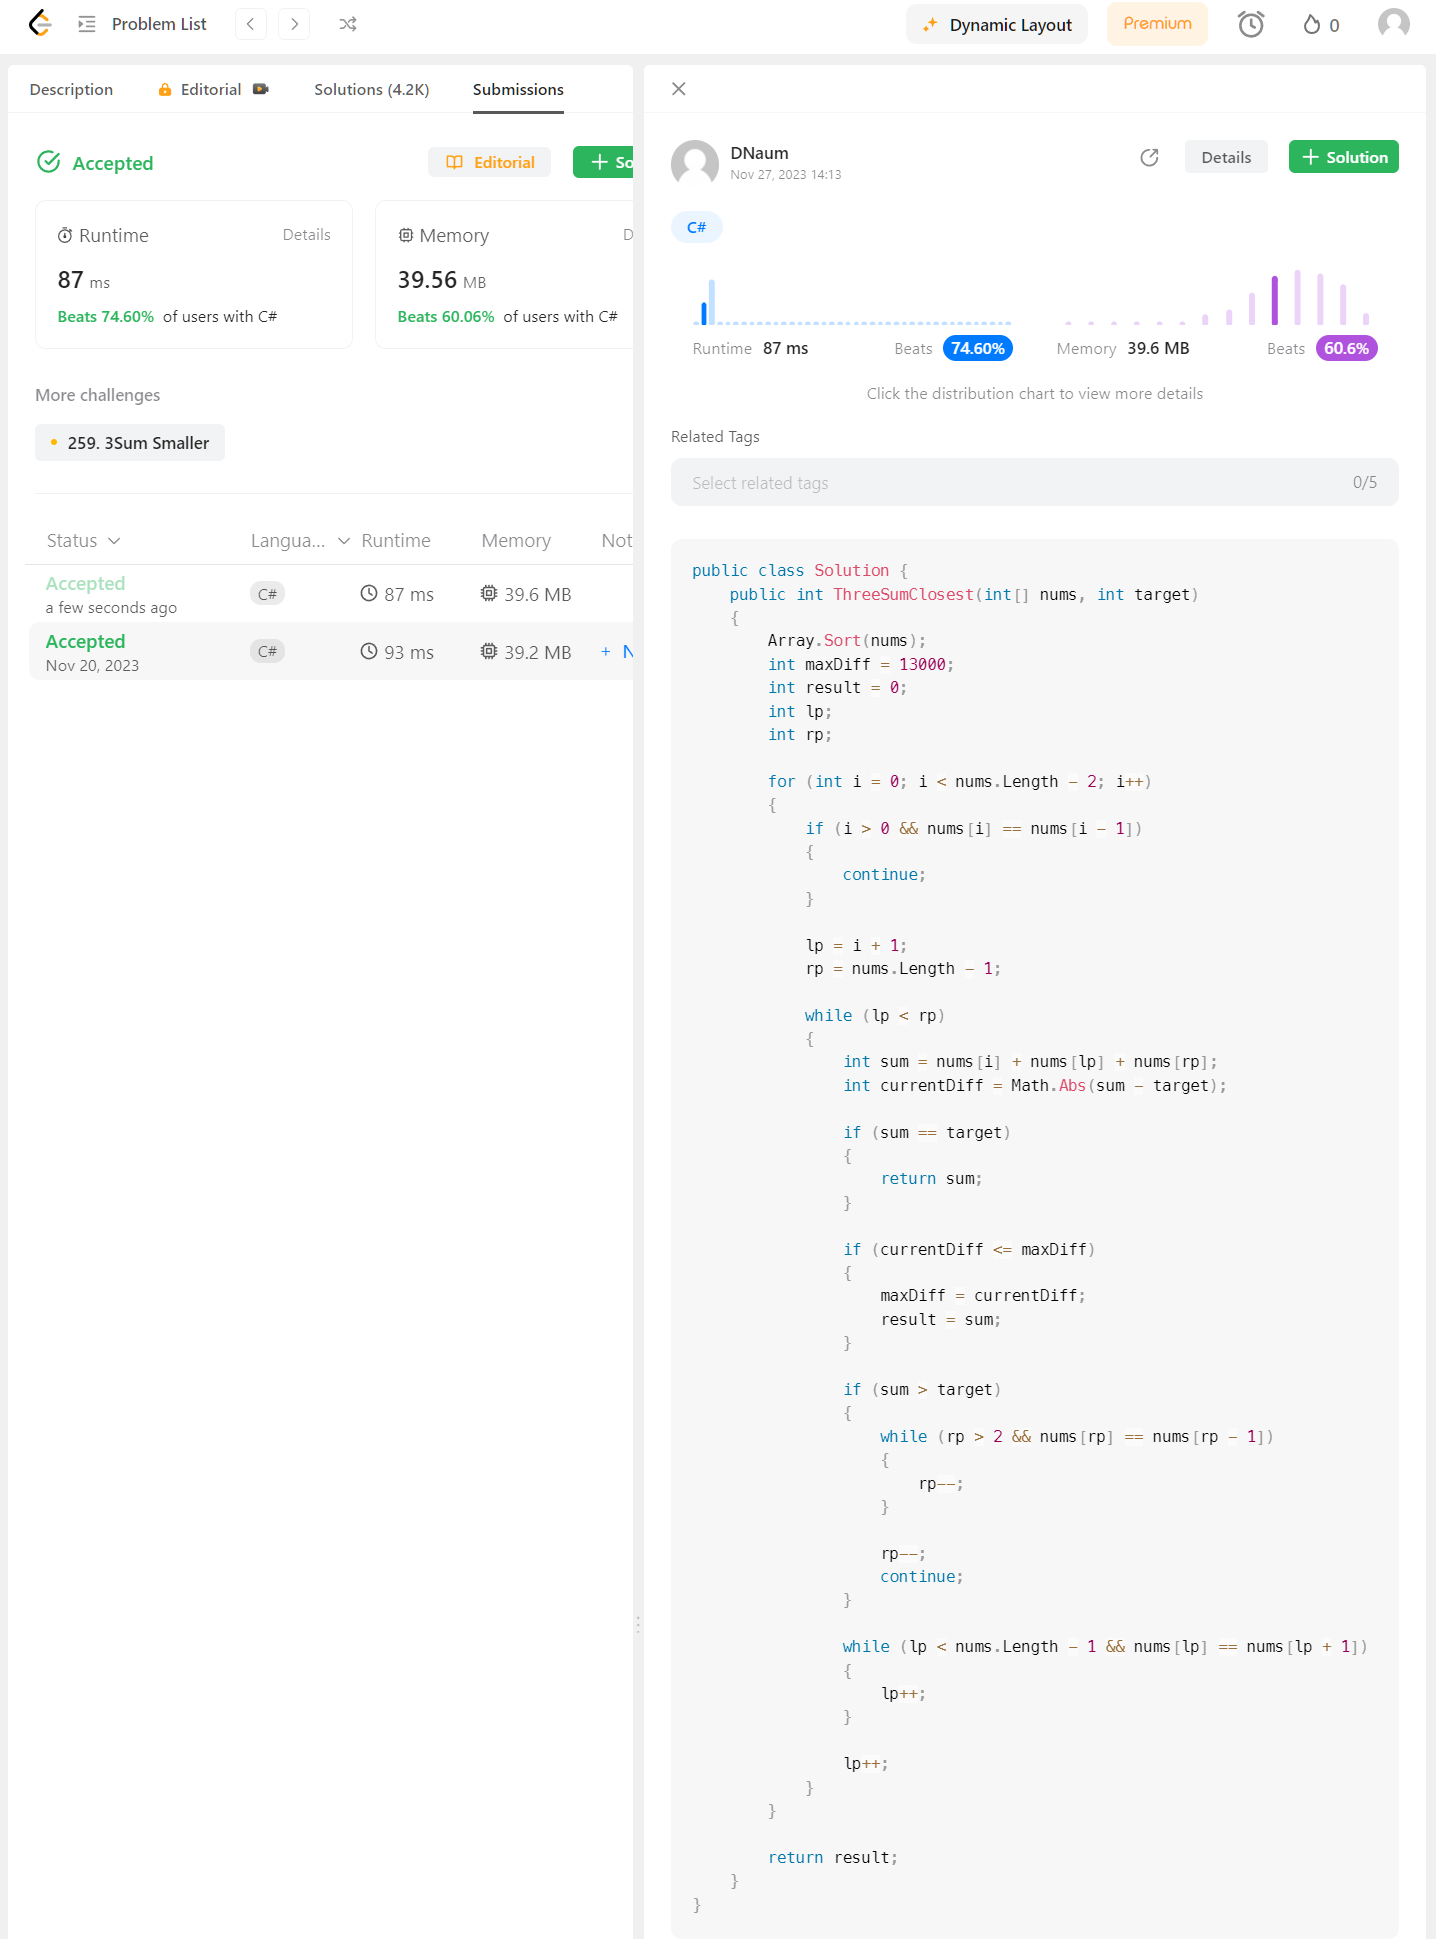 Problem List
Dynamic Layout
Premium
0
Description
Editorial
Solutions (4.2K)
Submissions
Accepted
Editorial
So
Runtime
Details
87 ms
Beats 74.60% of users with C#
Memory
D
39.56 MB
Beats 60.06% of users with C#
More challenges
259. 3Sum Smaller
Status
Langua...
Runtime
Memory
Not
Accepted
a few seconds ago
C#
87 ms
39.6 MB
Accepted
Nov 20, 2023
C#
93 ms
39.2 MB
+ N
DNaum
Nov 27, 2023 14:13
Details
Solution
C#
Runtime 87 ms
Beats 74.60%
Memory 39.6 MB
Beats 60.6%
Click the distribution chart to view more details
Related Tags
Select related tags
0/5
public class Solution {
    public int ThreeSumClosest(int[] nums, int target)
    {
        Array.Sort(nums);
        int maxDiff = 13000;
        int result = 0;
        int lp;
        int rp;

        for (int i = 0; i < nums.Length - 2; i++)
        {
            if (i > 0 && nums[i] == nums[i - 1])
            {
                continue;
            }

            lp = i + 1;
            rp = nums.Length - 1;

            while (lp < rp)
            {
                int sum = nums[i] + nums[lp] + nums[rp];
                int currentDiff = Math.Abs(sum - target);

                if (sum == target)
                {
                    return sum;
                }

                if (currentDiff <= maxDiff)
                {
                    maxDiff = currentDiff;
                    result = sum;
                }

                if (sum > target)
                {
                    while (rp > 2 && nums[rp] == nums[rp - 1])
                    {
                        rp--;
                    }

                    rp--;
                    continue;
                }

                while (lp < nums.Length - 1 && nums[lp] == nums[lp + 1])
                {
                    lp++;
                }

                lp++;
            }
        }

        return result;
    }
}